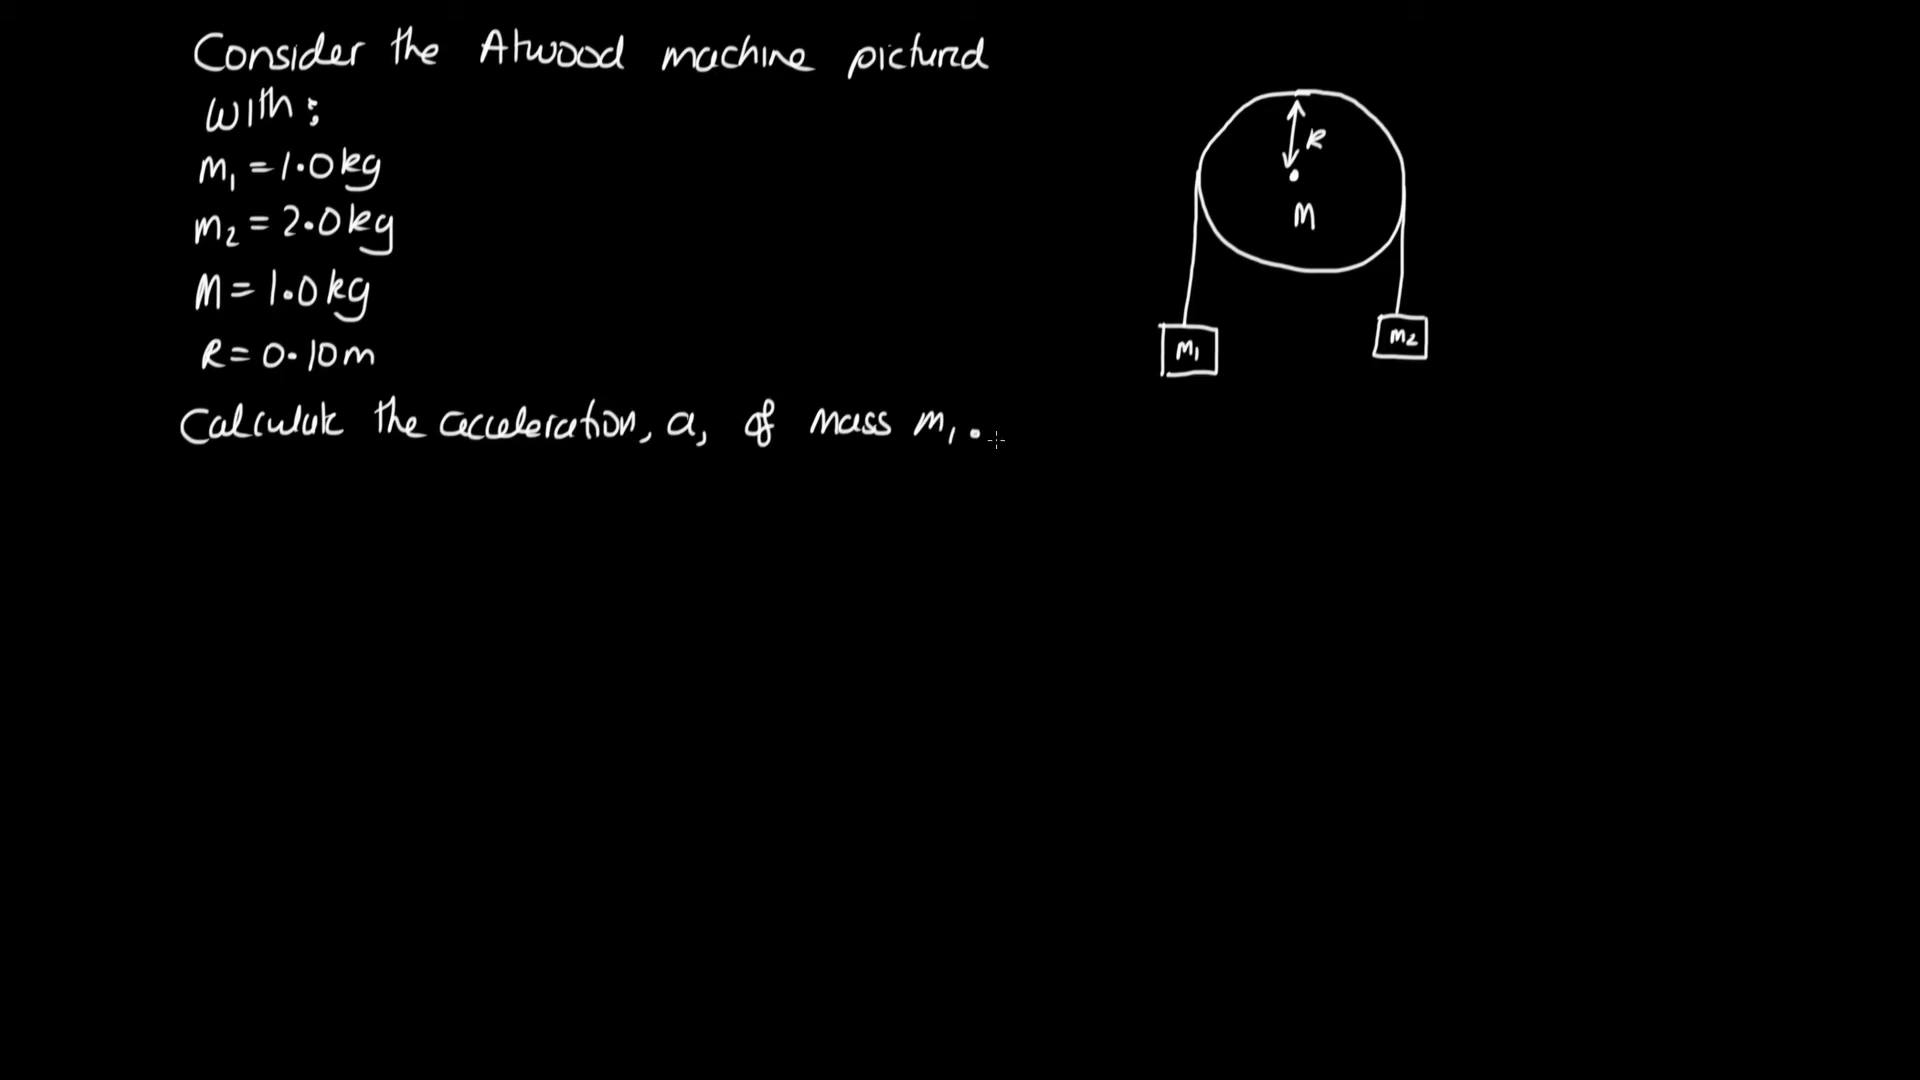 Consider the Atwood machine pictured
with:
m₁ = 1.0kg
m₂ = 2.0kg
M = 1.0kg
R = 0.10m
Calculate the acceleration, a, of mass m₁.
R
M
m₁
m₂